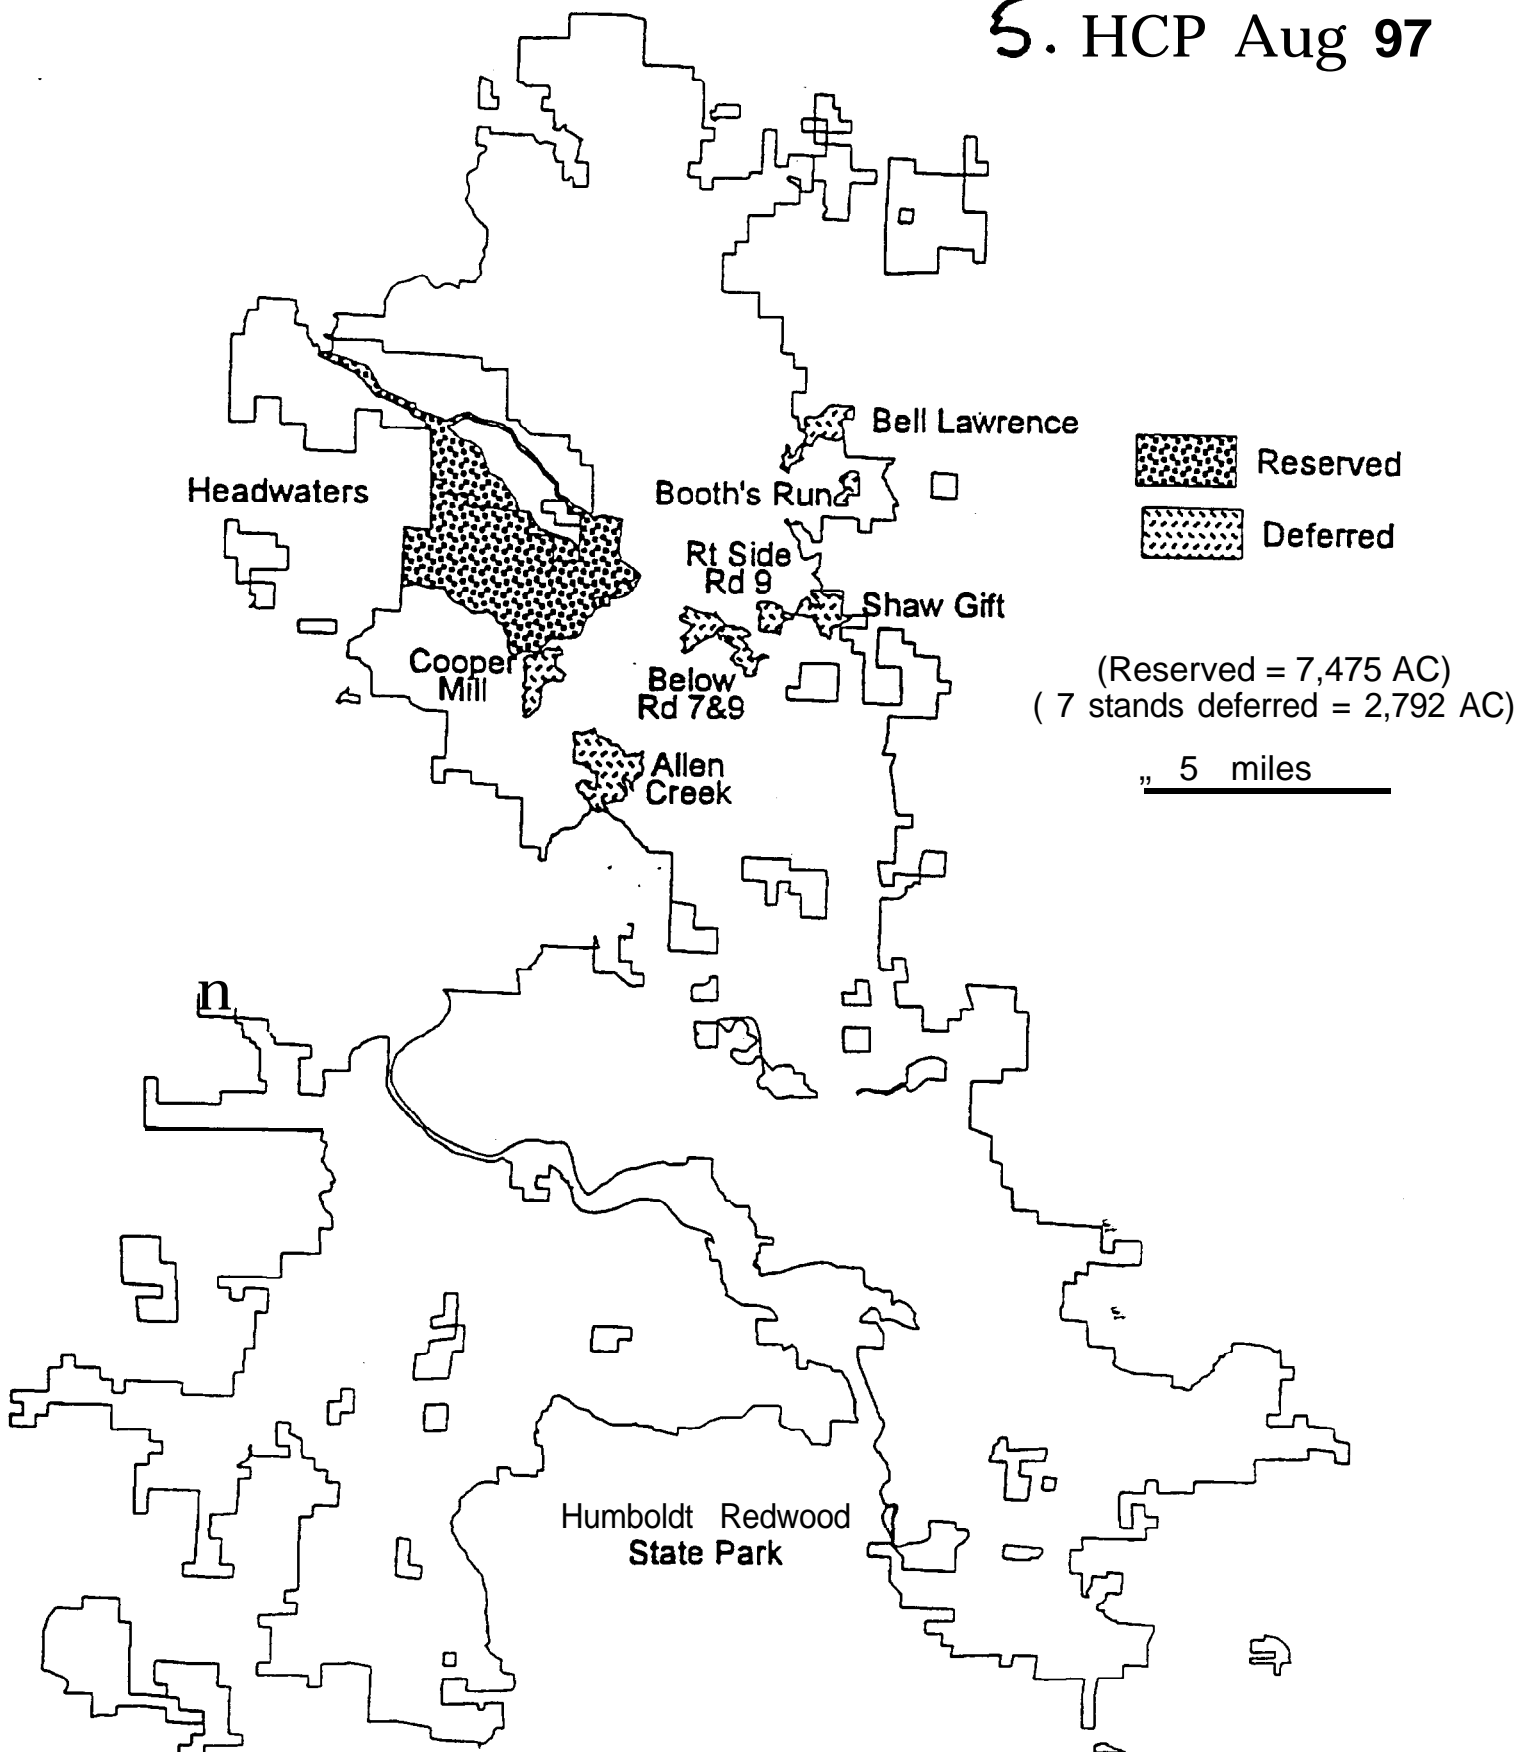 5. HCP Aug 97
Bell Lawrence
Reserved
Headwaters
Booth's Run
Deferred
Rt Side
Rd 9
Shaw Gift
Cooper
Mill
Below
Rd 7&9
(Reserved = 7,475 AC)
( 7 stands deferred = 2,792 AC)
Allen
Creek
„ 5 miles
n
Humboldt Redwood
State Park